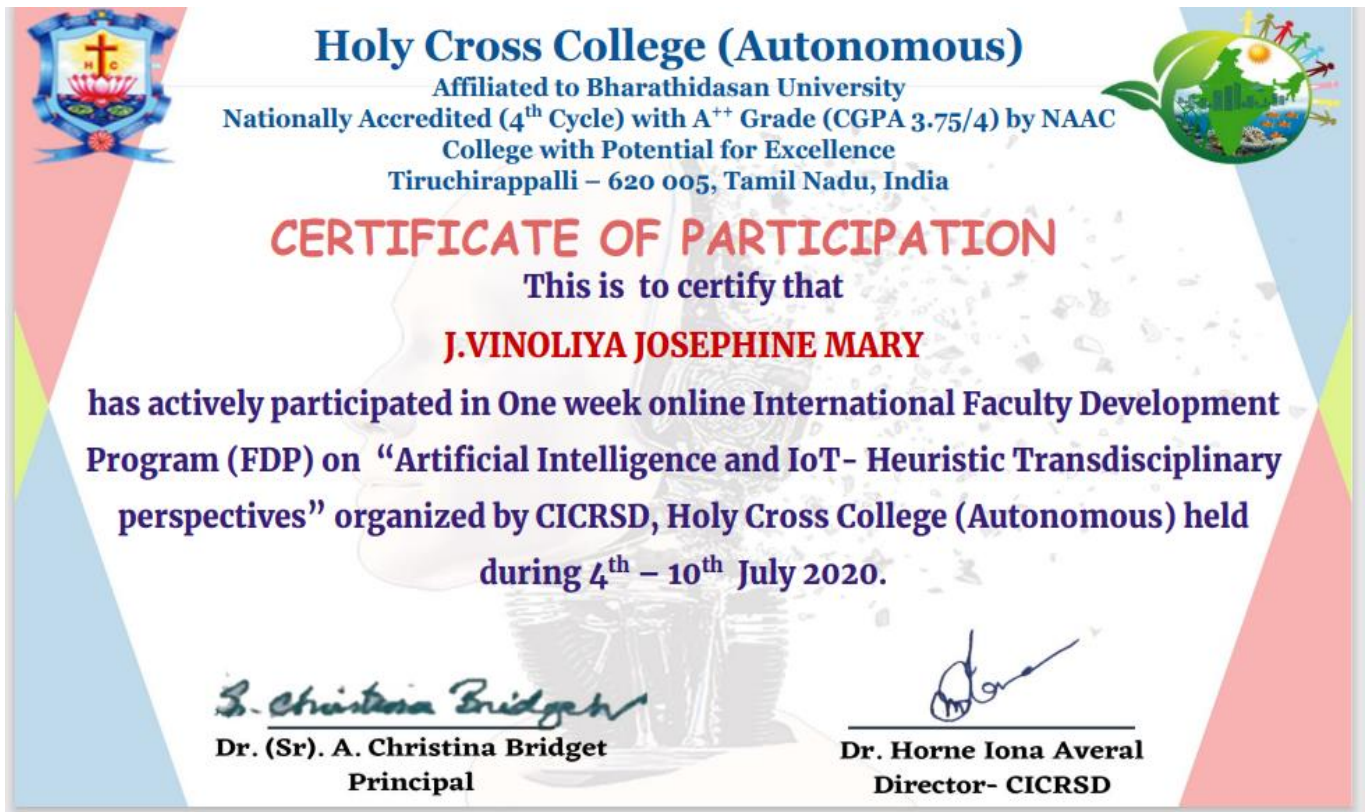 Holy Cross College (Autonomous)
Affiliated to Bharathidasan University
Nationally Accredited (4th Cycle) with A++ Grade (CGPA 3.75/4) by NAAC
College with Potential for Excellence
Tiruchirappalli – 620 005, Tamil Nadu, India
CERTIFICATE OF PARTICIPATION
This is to certify that
J.VINOLIYA JOSEPHINE MARY
has actively participated in One week online International Faculty Development
Program (FDP) on “Artificial Intelligence and IoT- Heuristic Transdisciplinary
perspectives” organized by CICRSD, Holy Cross College (Autonomous) held
during 4th – 10th July 2020.
Dr. (Sr). A. Christina Bridget
Principal
Dr. Horne Iona Averal
Director- CICRSD